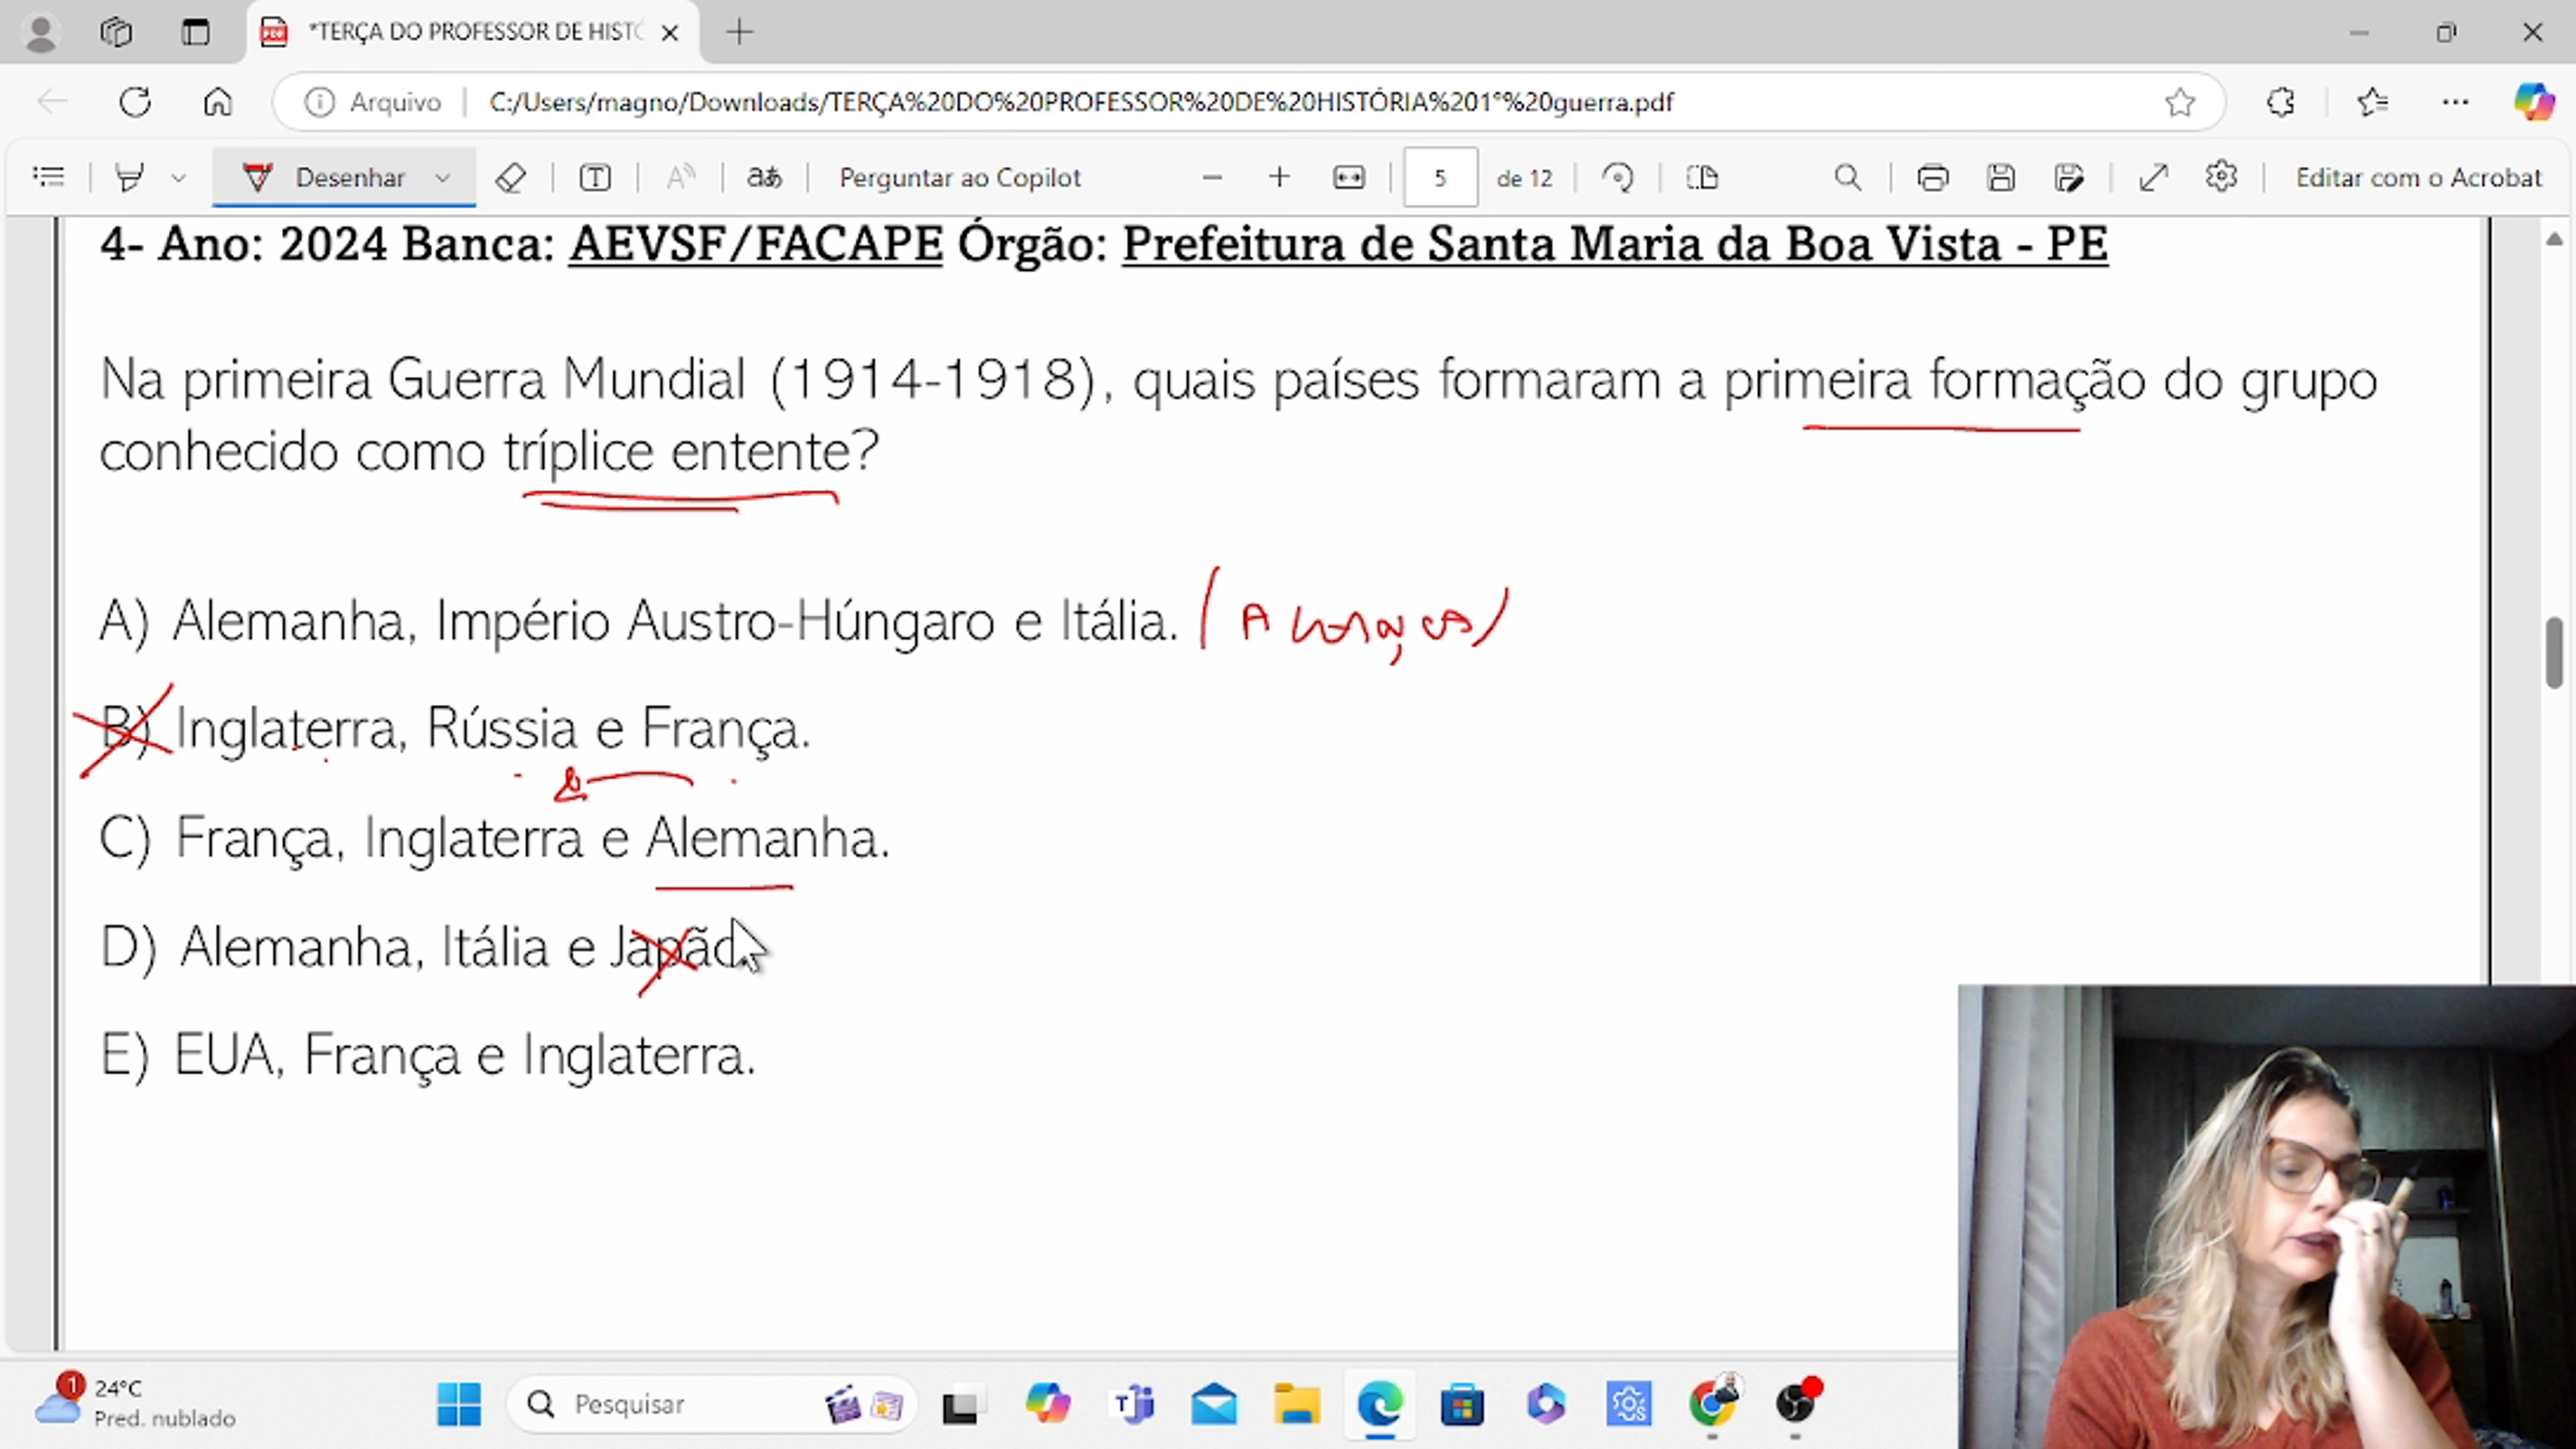 *TERÇA DO PROFESSOR DE HISTÓ
Arquivo
C:/Users/magno/Downloads/TERÇA%20DO%20PROFESSOR%20DE%20HISTÓRIA%201°%20guerra.pdf
Desenhar
Perguntar ao Copilot
5 de 12
Editar com o Acrobat
4- Ano: 2024 Banca: AEVSF/FACAPE Órgão: Prefeitura de Santa Maria da Boa Vista - PE
Na primeira Guerra Mundial (1914-1918), quais países formaram a primeira formação do grupo
conhecido como tríplice entente?
A) Alemanha, Império Austro-Húngaro e Itália. (Aliança)
B) Inglaterra, Rússia e França.
C) França, Inglaterra e Alemanha.
D) Alemanha, Itália e Japão.
E) EUA, França e Inglaterra.
1
24°C
Pred. nublado
Pesquisar